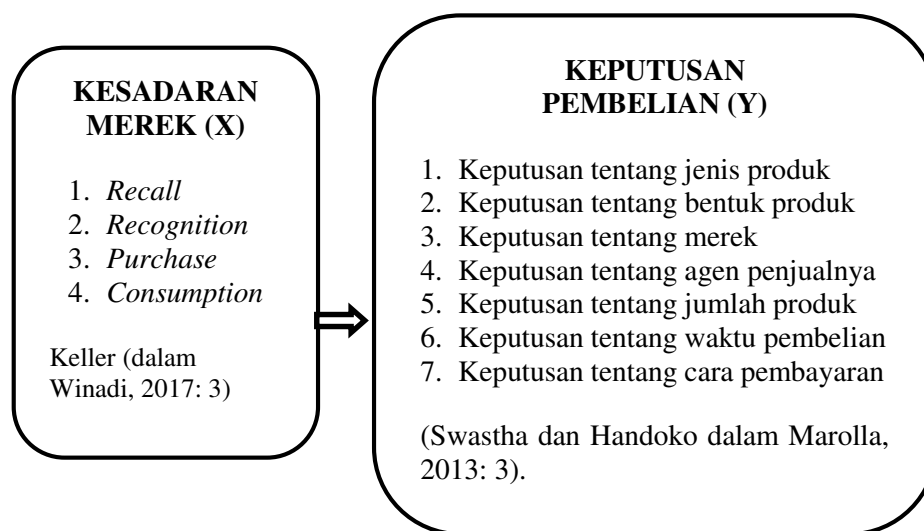 KESADARAN
MEREK (X)
1. Recall
2. Recognition
3. Purchase
4. Consumption
Keller (dalam
Winadi, 2017: 3)
KEPUTUSAN
PEMBELIAN (Y)
1. Keputusan tentang jenis produk
2. Keputusan tentang bentuk produk
3. Keputusan tentang merek
4. Keputusan tentang agen penjualnya
5. Keputusan tentang jumlah produk
6. Keputusan tentang waktu pembelian
7. Keputusan tentang cara pembayaran
(Swastha dan Handoko dalam Marolla,
2013: 3).